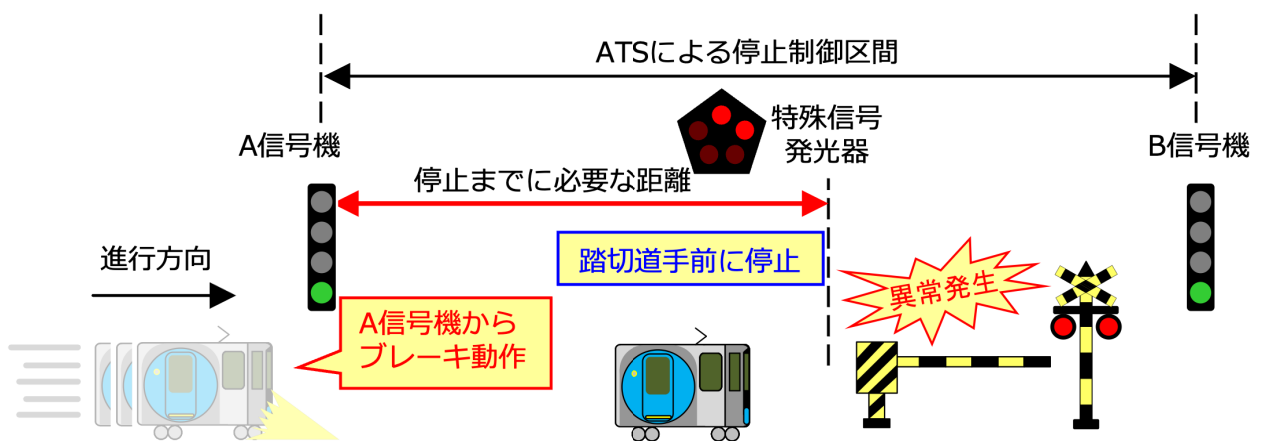 ATSによる停止制御区間
A信号機
特殊信号
発光器
B信号機
停止までに必要な距離
進行方向
踏切道手前に停止
異常発生
A信号機から
ブレーキ動作